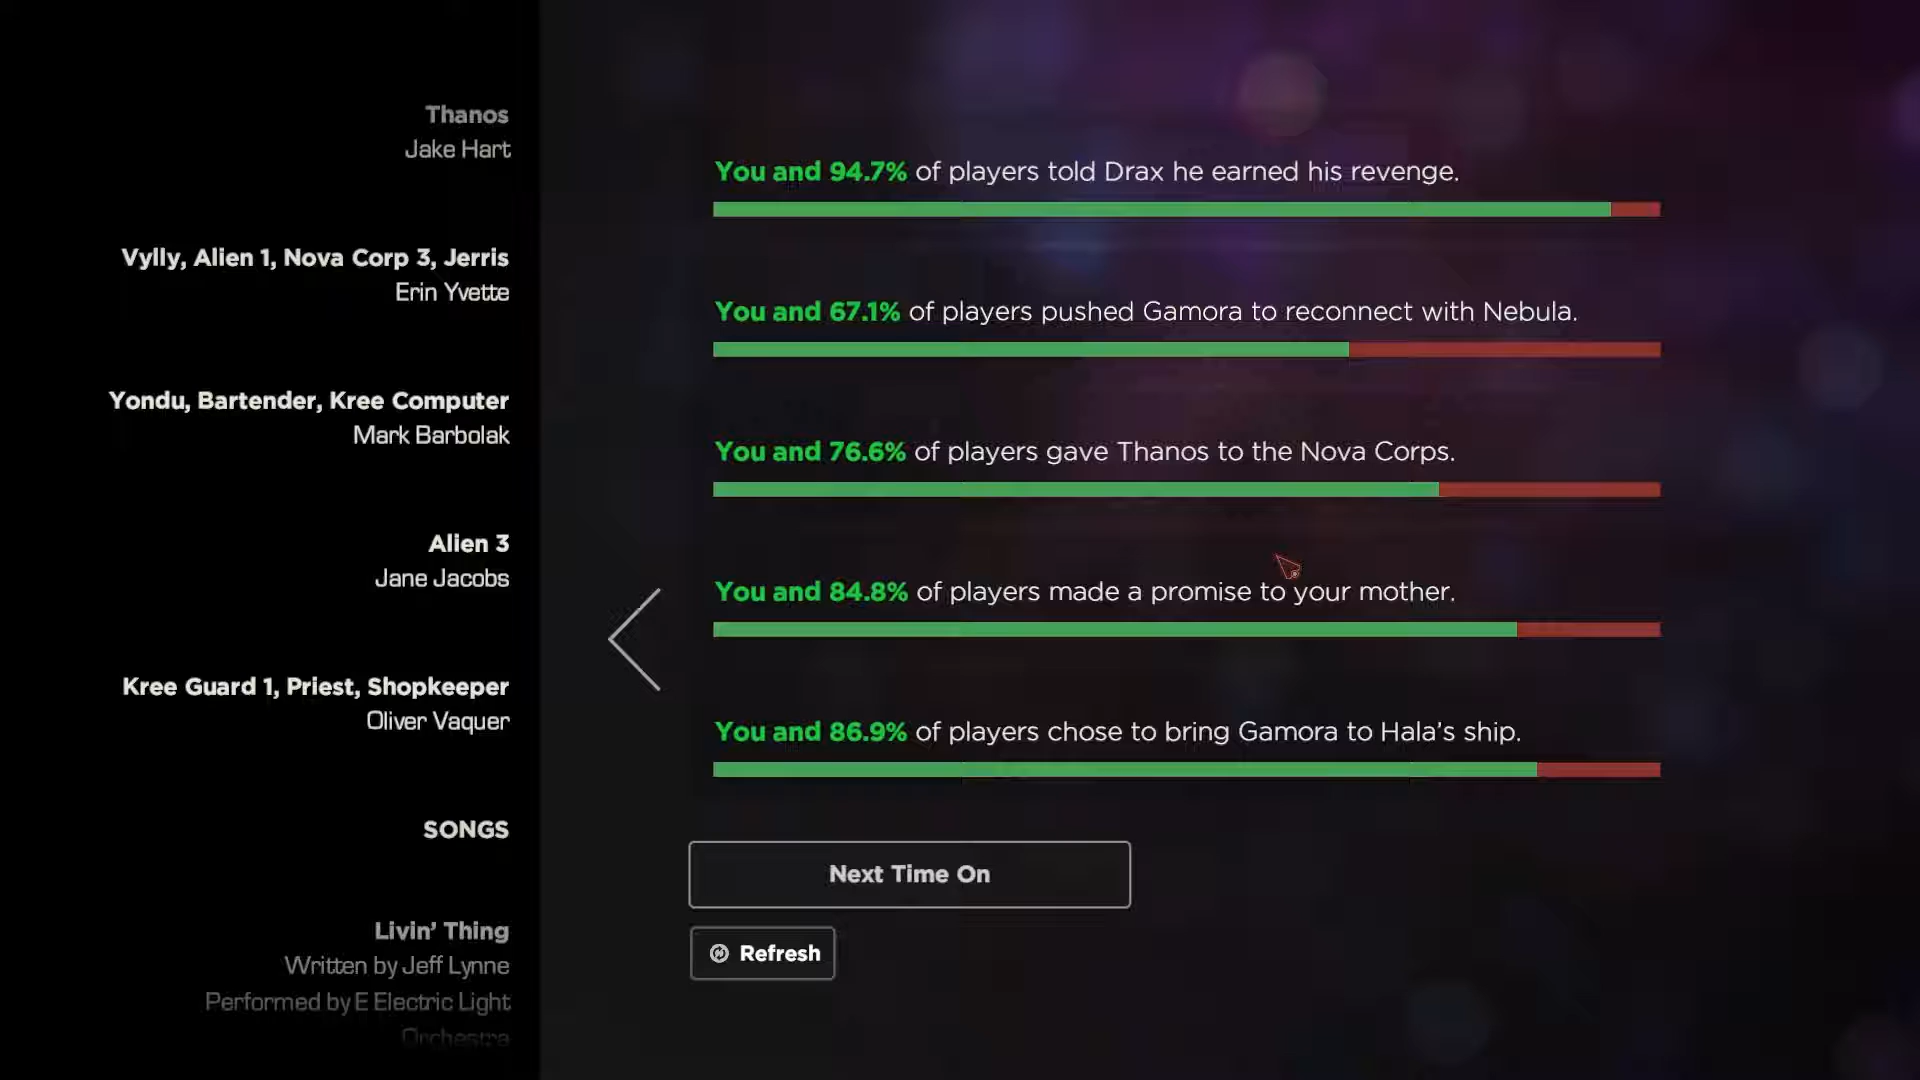 Thanos
Jake Hart
Vylly, Alien 1, Nova Corp 3, Jerris
Erin Yvette
Yondu, Bartender, Kree Computer
Mark Barbolak
Alien 3
Jane Jacobs
Kree Guard 1, Priest, Shopkeeper
Oliver Vaquer
SONGS
Livin’ Thing
Written by Jeff Lynne
Performed by E Electric Light
Orchestra
You and 94.7% of players told Drax he earned his revenge.
You and 67.1% of players pushed Gamora to reconnect with Nebula.
You and 76.6% of players gave Thanos to the Nova Corps.
You and 84.8% of players made a promise to your mother.
You and 86.9% of players chose to bring Gamora to Hala’s ship.
Next Time On
Refresh